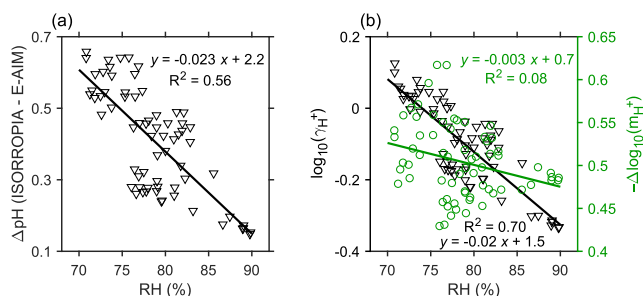 (a)
y = -0.023 x + 2.2
R² = 0.56
ΔpH (ISORROPIA - E-AIM)
0.7
0.5
0.3
0.1
70 75 80 85 90
RH (%)
(b)
y = -0.003 x + 0.7
R² = 0.08
log₁₀(γ_H⁺)
0.2
0
-0.2
-0.4
R² = 0.70
y = -0.02 x + 1.5
70 75 80 85 90
RH (%)
0.65
0.6
0.55
0.5
0.45
0.4
-Δlog₁₀(m_H⁺)